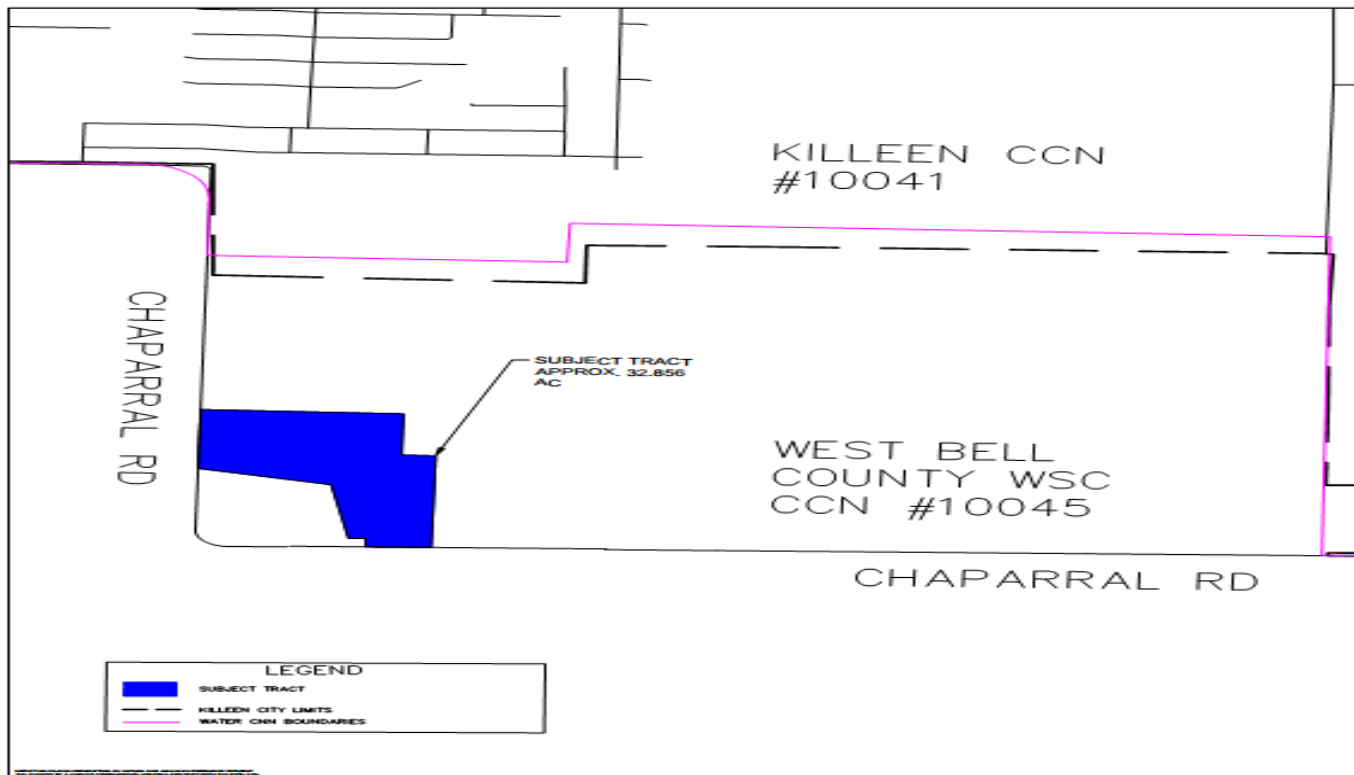 KILLEEN CCN
#10041
CHAPARRAL RD
SUBJECT TRACT
APPROX. 32.856
AC
WEST BELL
COUNTY WSC
CCN #10045
CHAPARRAL RD
LEGEND
SUBJECT TRACT
KILLEEN CITY LIMITS
WATER CNN BOUNDARIES